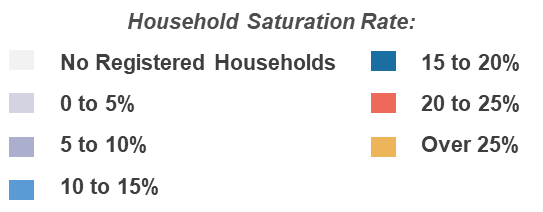 Household Saturation Rate:
No Registered Households
0 to 5%
5 to 10%
10 to 15%
15 to 20%
20 to 25%
Over 25%